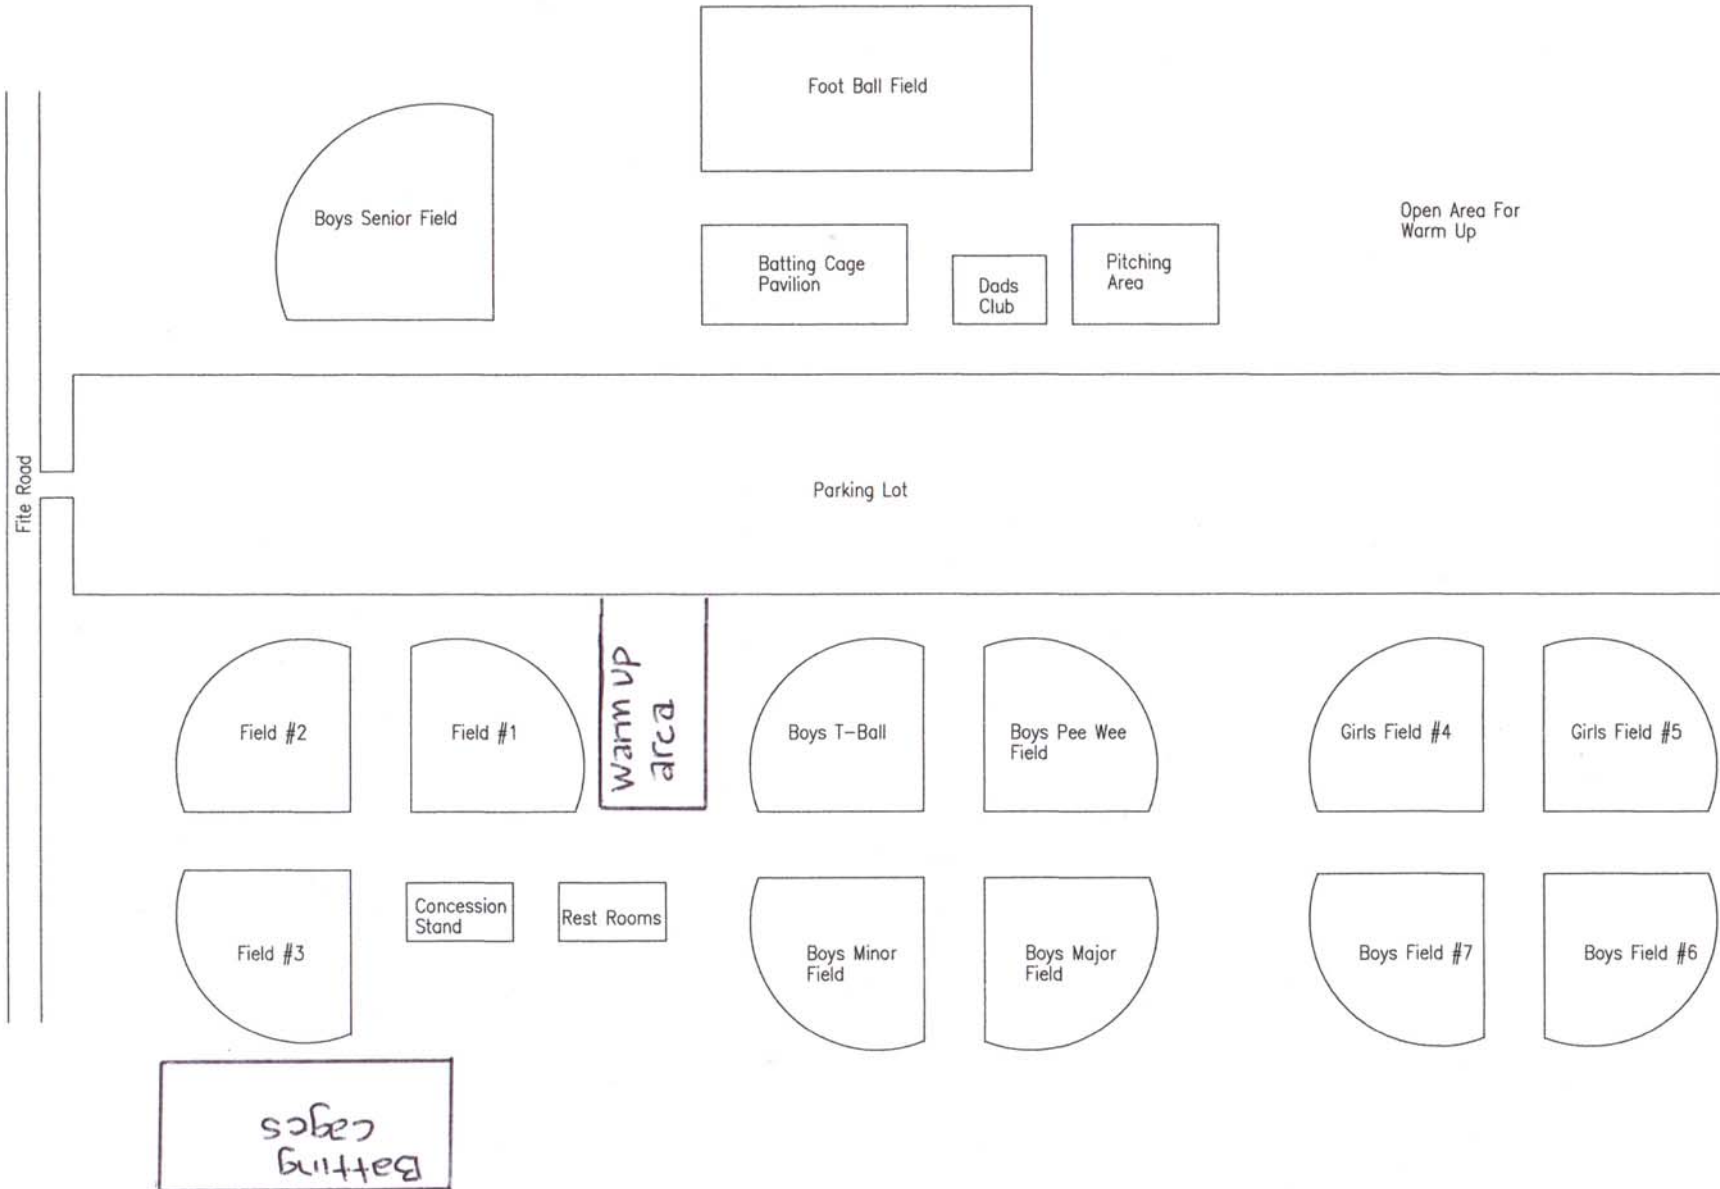 Foot Ball Field
Boys Senior Field
Open Area For
Warm Up
Batting Cage
Pavilion
Dads
Club
Pitching
Area
Fite Road
Parking Lot
Field #2
Field #1
warm up
area
Boys T-Ball
Boys Pee Wee
Field
Girls Field #4
Girls Field #5
Field #3
Concession
Stand
Rest Rooms
Boys Minor
Field
Boys Major
Field
Boys Field #7
Boys Field #6
Batting
cages